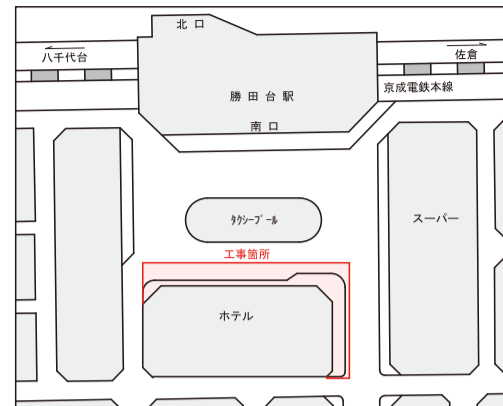 北口
八千代台
佐倉
京成電鉄本線
勝田台駅
南口
ﾀｸｼｰﾌﾟｰﾙ
スーパー
工事箇所
ホテル